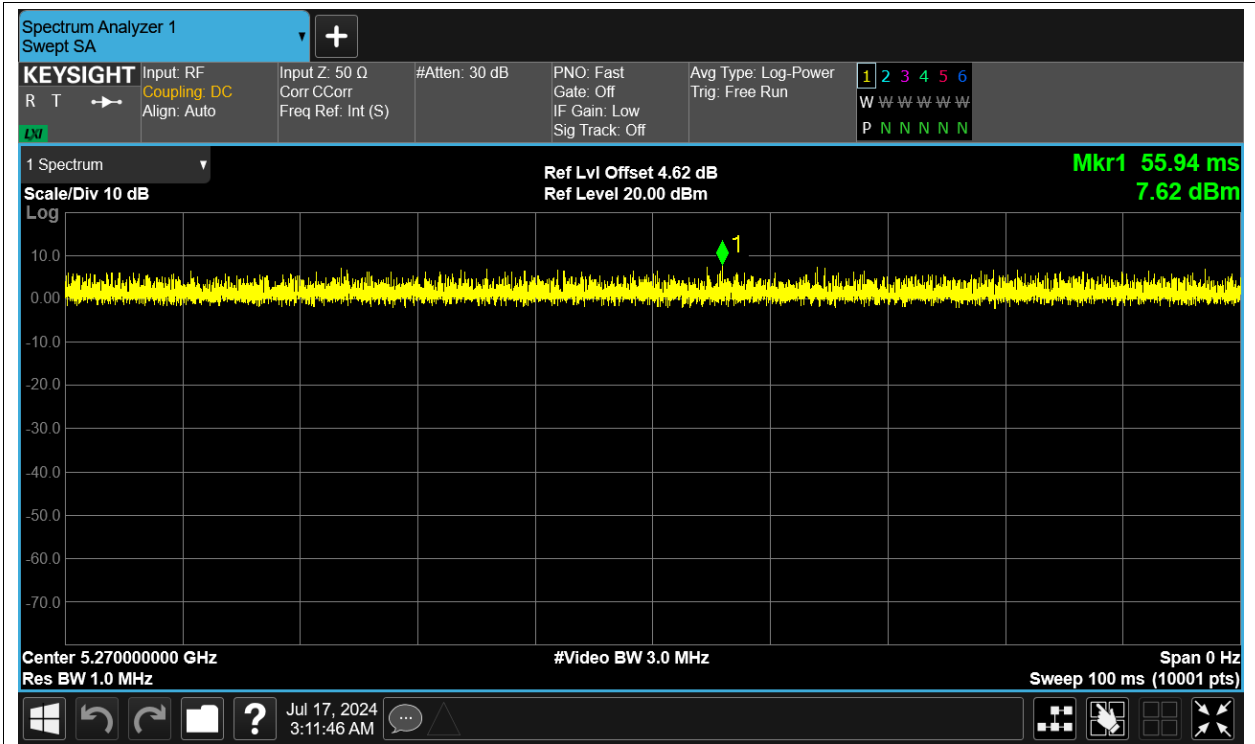 Spectrum Analyzer 1
Swept SA
KEYSIGHT
R T
LXI
Input: RF
Coupling: DC
Align: Auto
Input Z: 50 Ω
Corr CCorr
Freq Ref: Int (S)
#Atten: 30 dB
PNO: Fast
Gate: Off
IF Gain: Low
Sig Track: Off
Avg Type: Log-Power
Trig: Free Run
1 2 3 4 5 6
W W W W W W
P N N N N N
1 Spectrum
Scale/Div 10 dB
Ref Lvl Offset 4.62 dB
Ref Level 20.00 dBm
Mkr1 55.94 ms
7.62 dBm
Log
1
10.0
0.00
-10.0
-20.0
-30.0
-40.0
-50.0
-60.0
-70.0
Center 5.270000000 GHz
#Video BW 3.0 MHz
Span 0 Hz
Res BW 1.0 MHz
Sweep 100 ms (10001 pts)
?
Jul 17, 2024
3:11:46 AM